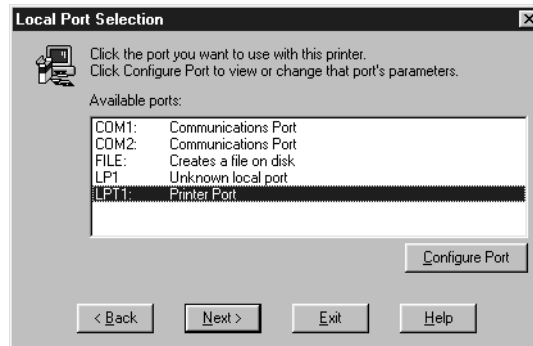 Local Port Selection
Click the port you want to use with this printer.
Click Configure Port to view or change that port's parameters.
Available ports:
COM1: Communications Port
COM2: Communications Port
FILE: Creates a file on disk
LP1 Unknown local port
LPT1: Printer Port
Configure Port
< Back Next > Exit Help